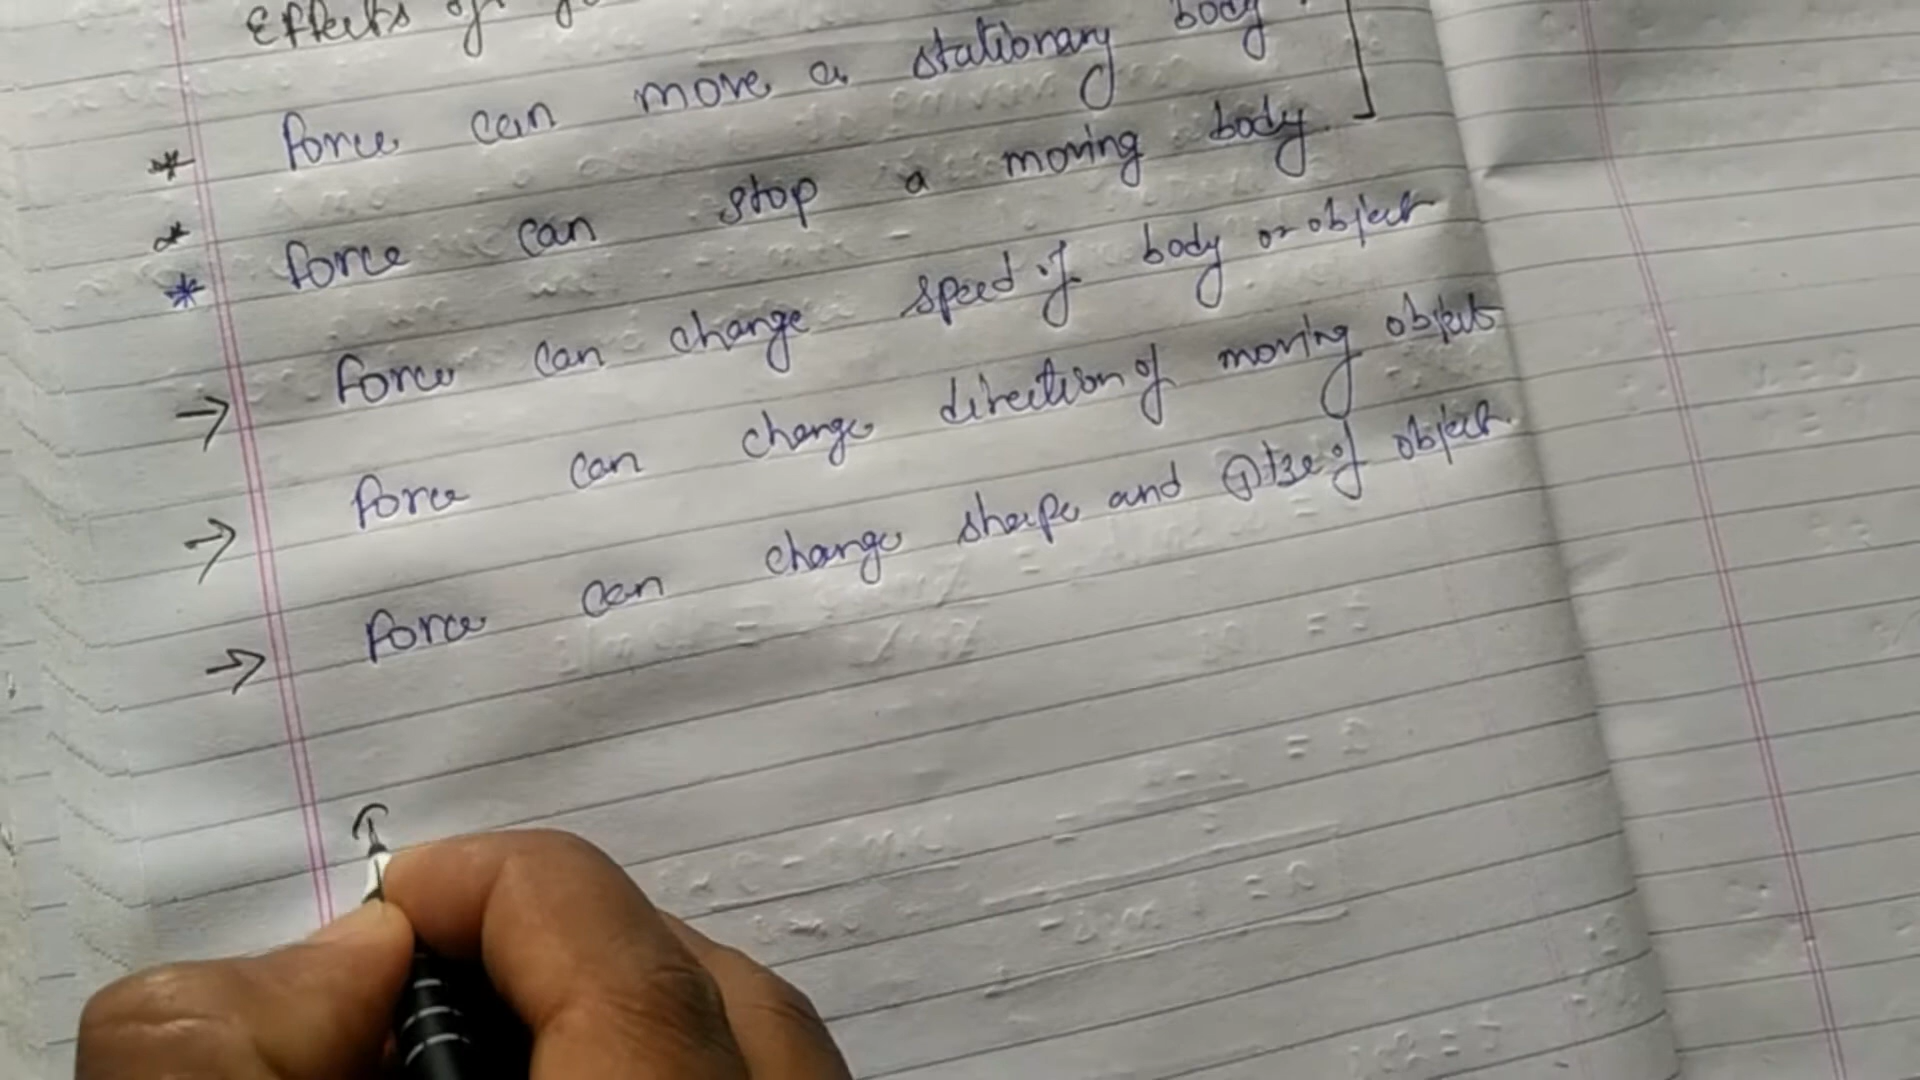 Effects of
* force can move a stationary body.
* force can stop a moving body.
* force can change speed of body or object
→ force can change direction of moving objects
→ force can change shape and size of object.
→